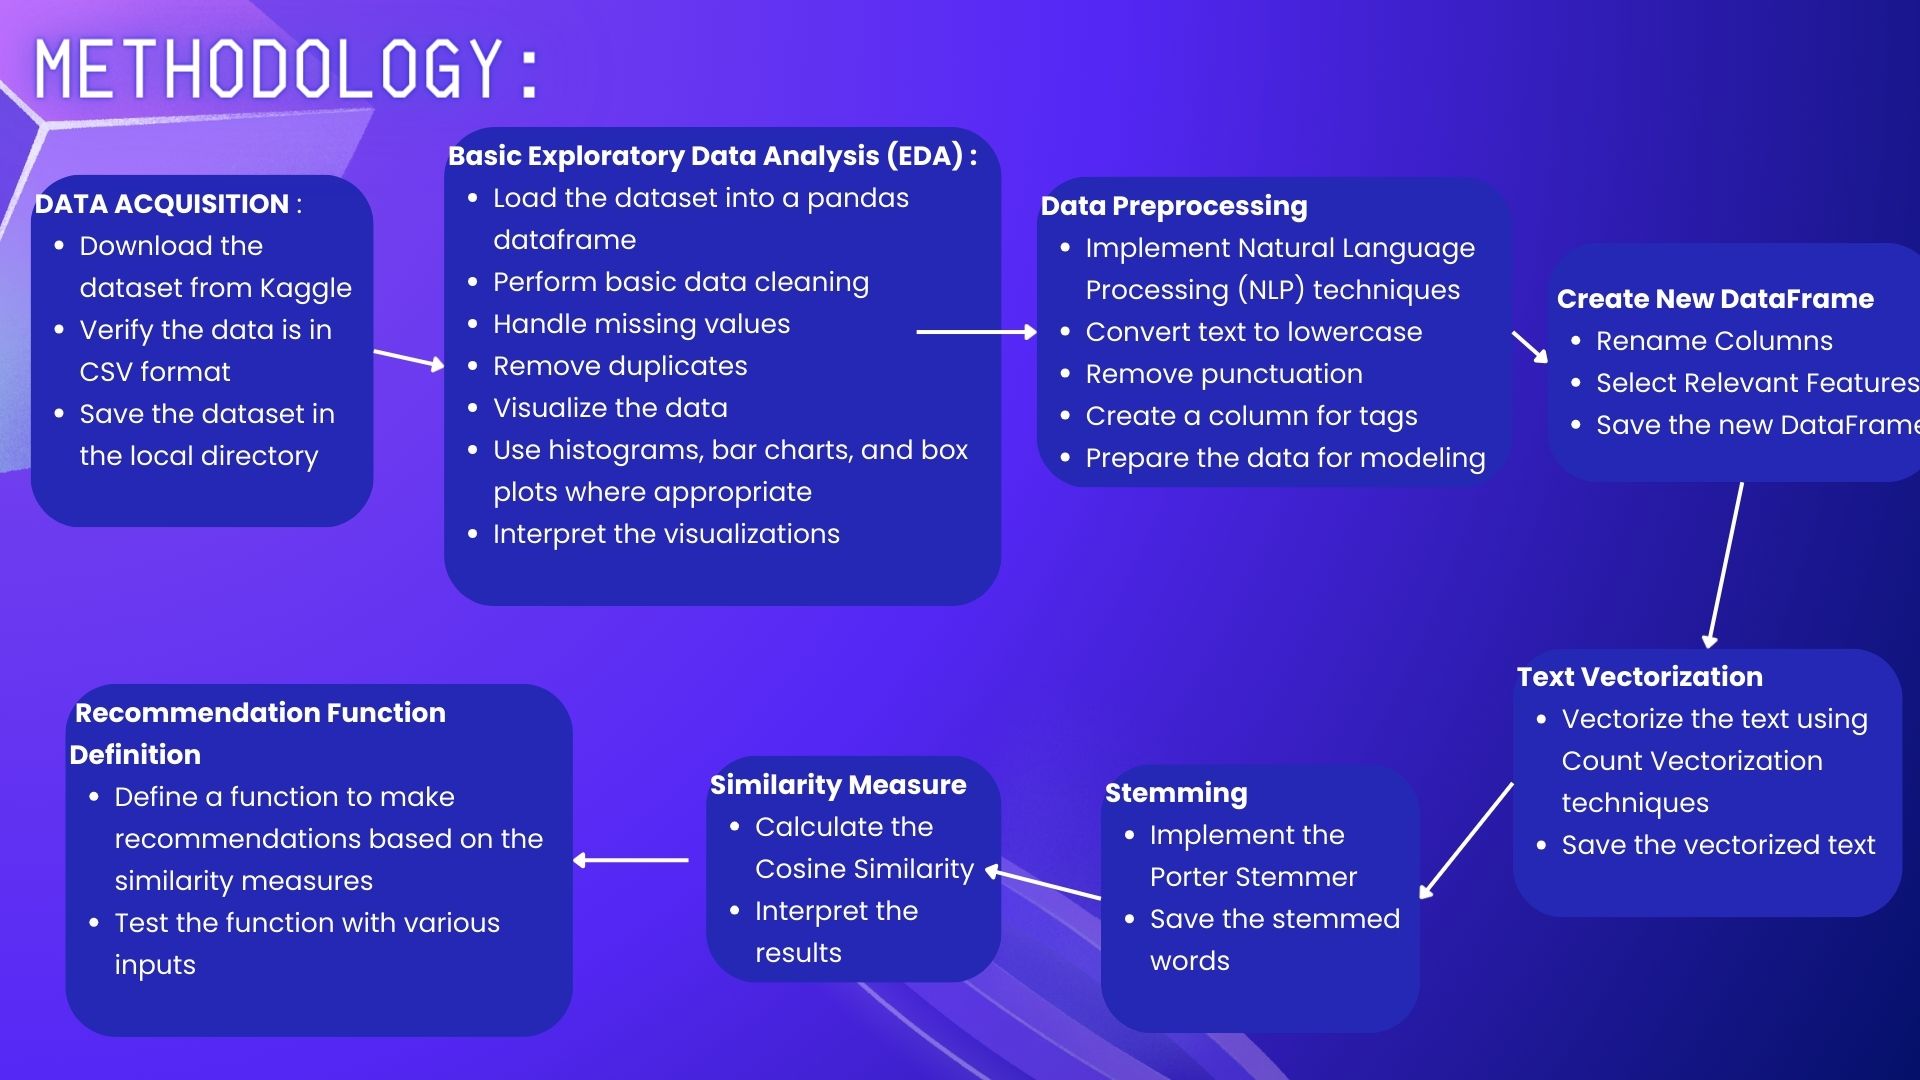 METHODOLOGY:
DATA ACQUISITION :
• Download the
dataset from Kaggle
• Verify the data is in
CSV format
• Save the dataset in
the local directory
Basic Exploratory Data Analysis (EDA) :
• Load the dataset into a pandas
dataframe
• Perform basic data cleaning
• Handle missing values
• Remove duplicates
• Visualize the data
• Use histograms, bar charts, and box
plots where appropriate
• Interpret the visualizations
Data Preprocessing
• Implement Natural Language
Processing (NLP) techniques
• Convert text to lowercase
• Remove punctuation
• Create a column for tags
• Prepare the data for modeling
Create New DataFrame
• Rename Columns
• Select Relevant Features
• Save the new DataFrame
Text Vectorization
• Vectorize the text using
Count Vectorization
techniques
• Save the vectorized text
Stemming
• Implement the
Porter Stemmer
• Save the stemmed
words
Similarity Measure
• Calculate the
Cosine Similarity
• Interpret the
results
Recommendation Function
Definition
• Define a function to make
recommendations based on the
similarity measures
• Test the function with various
inputs